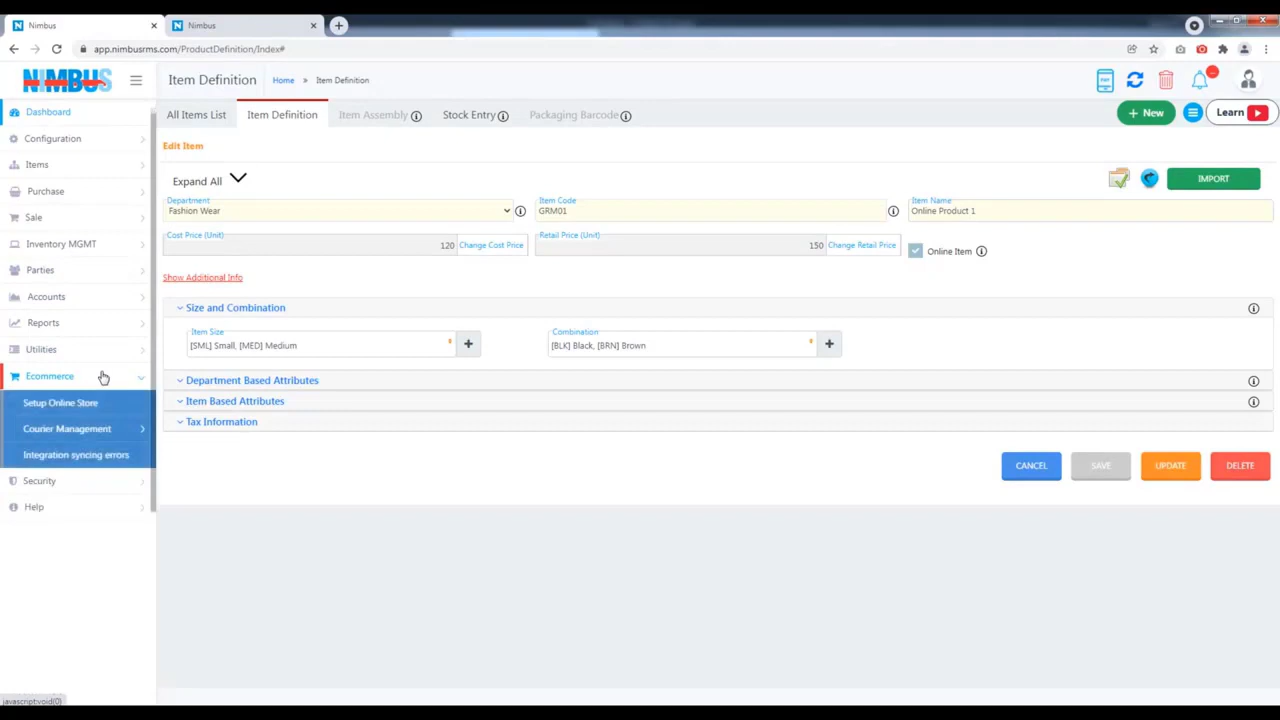 Nimbus
Nimbus
app.nimbusrms.com/ProductDefinition/Index#
NIMBUS
Item Definition
Home » Item Definition
Dashboard
Configuration
Items
Purchase
Sale
Inventory MGMT
Parties
Accounts
Reports
Utilities
Ecommerce
Setup Online Store
Courier Management
Integration syncing errors
Security
Help
All Items List
Item Definition
Item Assembly
Stock Entry
Packaging Barcode
+ New
Learn
Edit Item
Expand All
IMPORT
Department
Fashion Wear
Item Code
GRM01
Item Name
Online Product 1
Cost Price (Unit)
120
Change Cost Price
Retail Price (Unit)
150
Change Retail Price
Online Item
Show Additional Info
Size and Combination
Item Size
[SML] Small, [MED] Medium
Combination
[BLK] Black, [BRN] Brown
Department Based Attributes
Item Based Attributes
Tax Information
CANCEL
SAVE
UPDATE
DELETE
javascript:void(0)